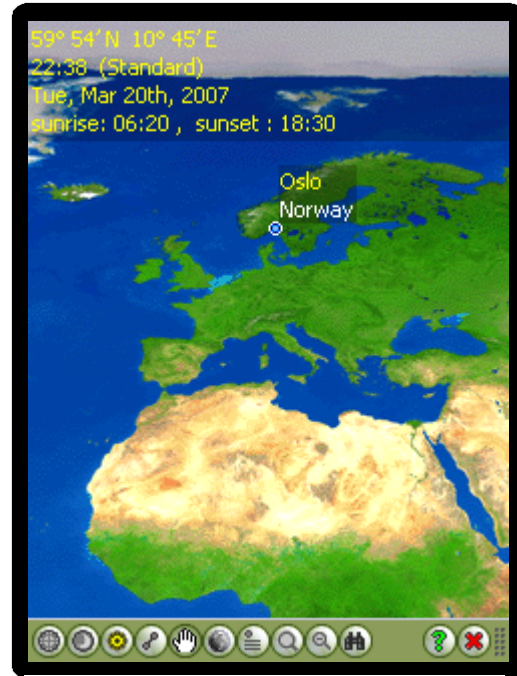 59° 54’ N 10° 45’ E
22:38 (Standard)
Tue, Mar 20th, 2007
sunrise: 06:20 , sunset : 18:30
Oslo
Norway